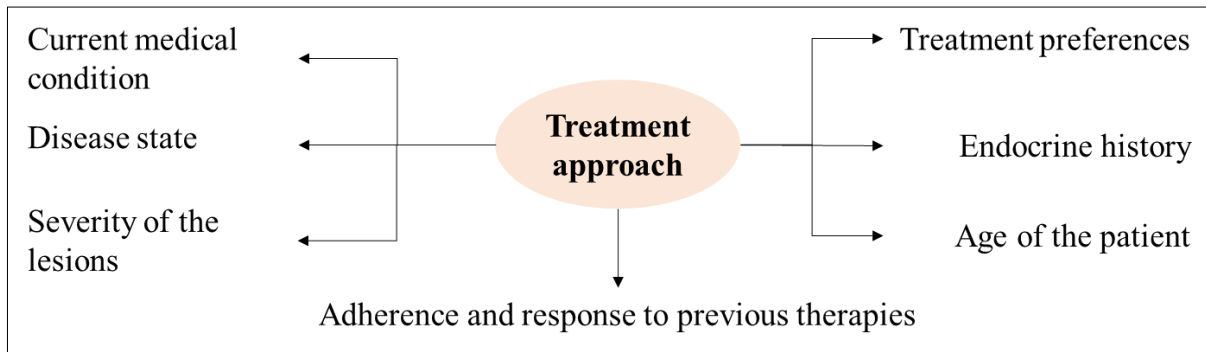 Current medical
condition
Disease state
Severity of the
lesions
Treatment
approach
Treatment preferences
Endocrine history
Age of the patient
Adherence and response to previous therapies